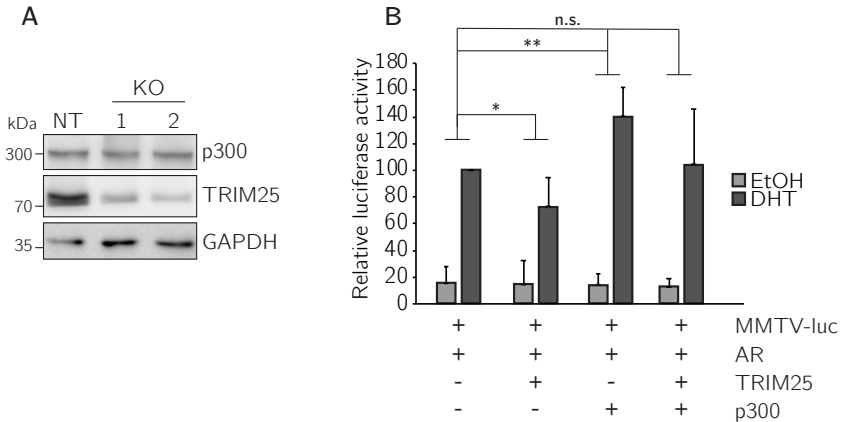 A
KO
kDa NT 1 2
300 p300
70 TRIM25
35 GAPDH
B
n.s.
**
*
Relative luciferase activity
180
160
140
120
100
80
60
40
20
0
EtOH
DHT
+ + + + MMTV-luc
+ + + + AR
- + - + TRIM25
- - + + p300